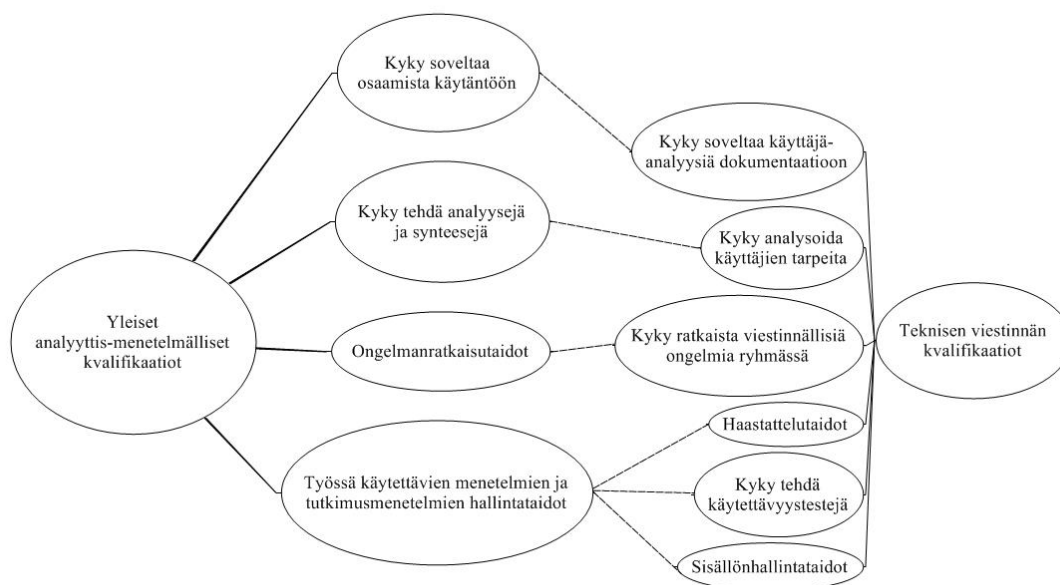 Kyky soveltaa
osaamista käytäntöön
Kyky soveltaa käyttäjä-
analyysiä dokumentaatioon
Kyky tehdä analyysejä
ja synteesejä
Kyky analysoida
käyttäjien tarpeita
Yleiset
analyyttis-menetelmälliset
kvalifikaatiot
Ongelmanratkaisutaidot
Kyky ratkaista viestinnällisiä
ongelmia ryhmässä
Teknisen viestinnän
kvalifikaatiot
Haastattelutaidot
Työssä käytettävien menetelmien ja
tutkimusmenetelmien hallintataidot
Kyky tehdä
käytettävyystestejä
Sisällönhallintataidot